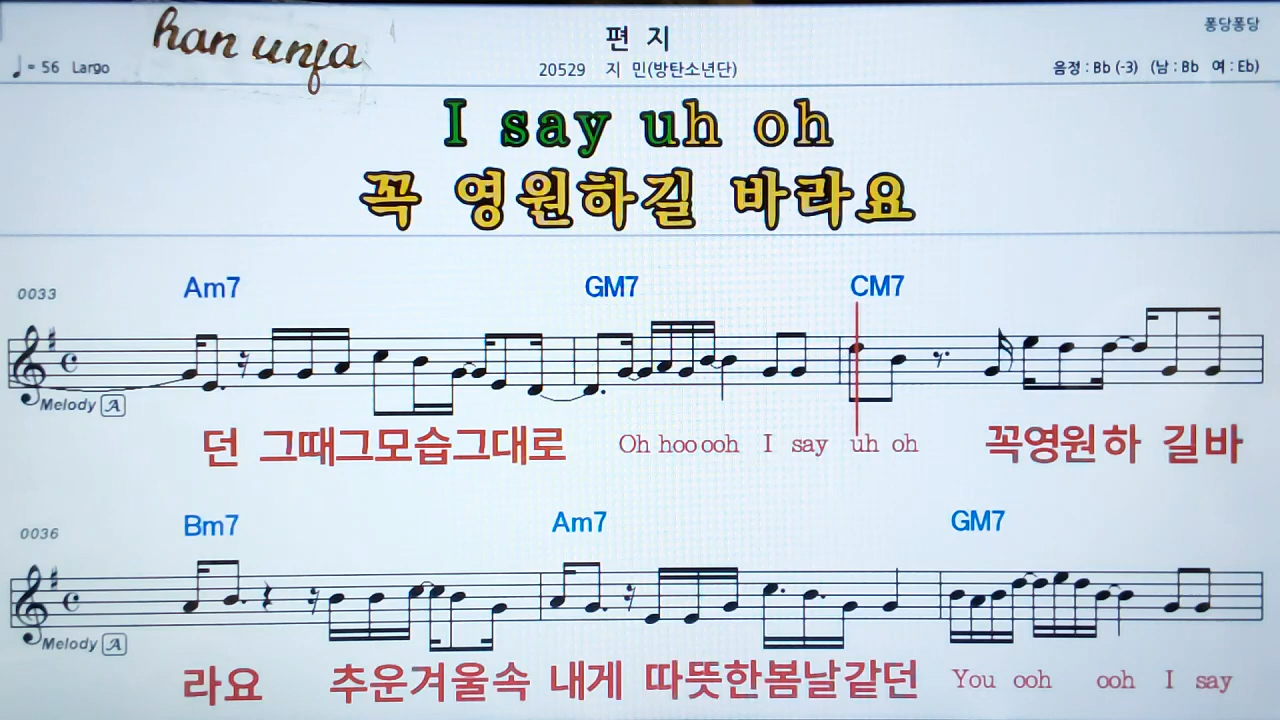 han unja
편 지
퐁당퐁당
♩= 56 Largo
20529 지 민(방탄소년단)
음정 : Bb (-3) (남 : Bb 여 : Eb)
I say uh oh
꼭 영원하길 바라요
0033 Am7 GM7 CM7
Melody A
던 그때그모습그대로 Oh hoo ooh I say uh oh 꼭영원하 길바
0036 Bm7 Am7 GM7
Melody A
라요 추운겨울속 내게 따뜻한봄날같던 You ooh ooh I say